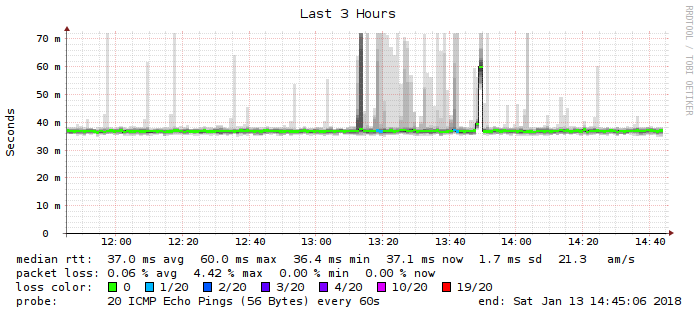 Last 3 Hours
RRDTOOL / TOBI OETIKER
Seconds
70 m
60 m
50 m
40 m
30 m
20 m
10 m
0
12:00 12:20 12:40 13:00 13:20 13:40 14:00 14:20 14:40
median rtt: 37.0 ms avg 60.0 ms max 36.4 ms min 37.1 ms now 1.7 ms sd 21.3 am/s
packet loss: 0.06 % avg 4.42 % max 0.00 % min 0.00 % now
loss color: 0 1/20 2/20 3/20 4/20 10/20 19/20
probe: 20 ICMP Echo Pings (56 Bytes) every 60s end: Sat Jan 13 14:45:06 2018